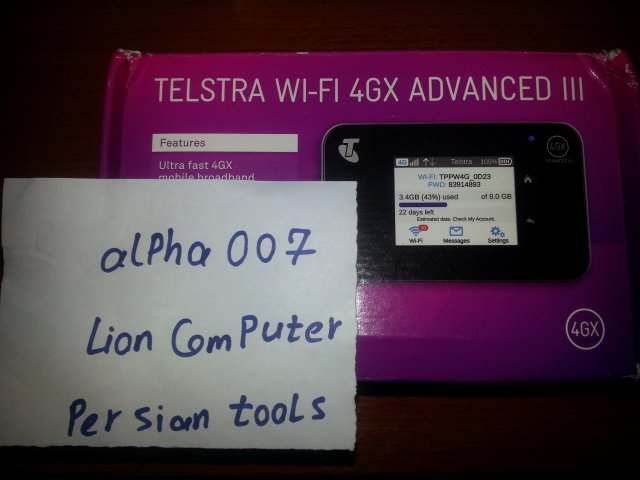 TELSTRA WI-FI 4GX ADVANCED III
Features
Ultra fast 4GX
mobile broadband
4G Telstra 100%
WI-FI: TPPW4G_0D23
PWD: 83914893
3.4GB (43%) used of 8.0 GB
22 days left
Estimated data. Check My Account.
Wi-Fi Messages Settings
4GX
4GX
alpha 007
Lion ComPuter
Persian tools